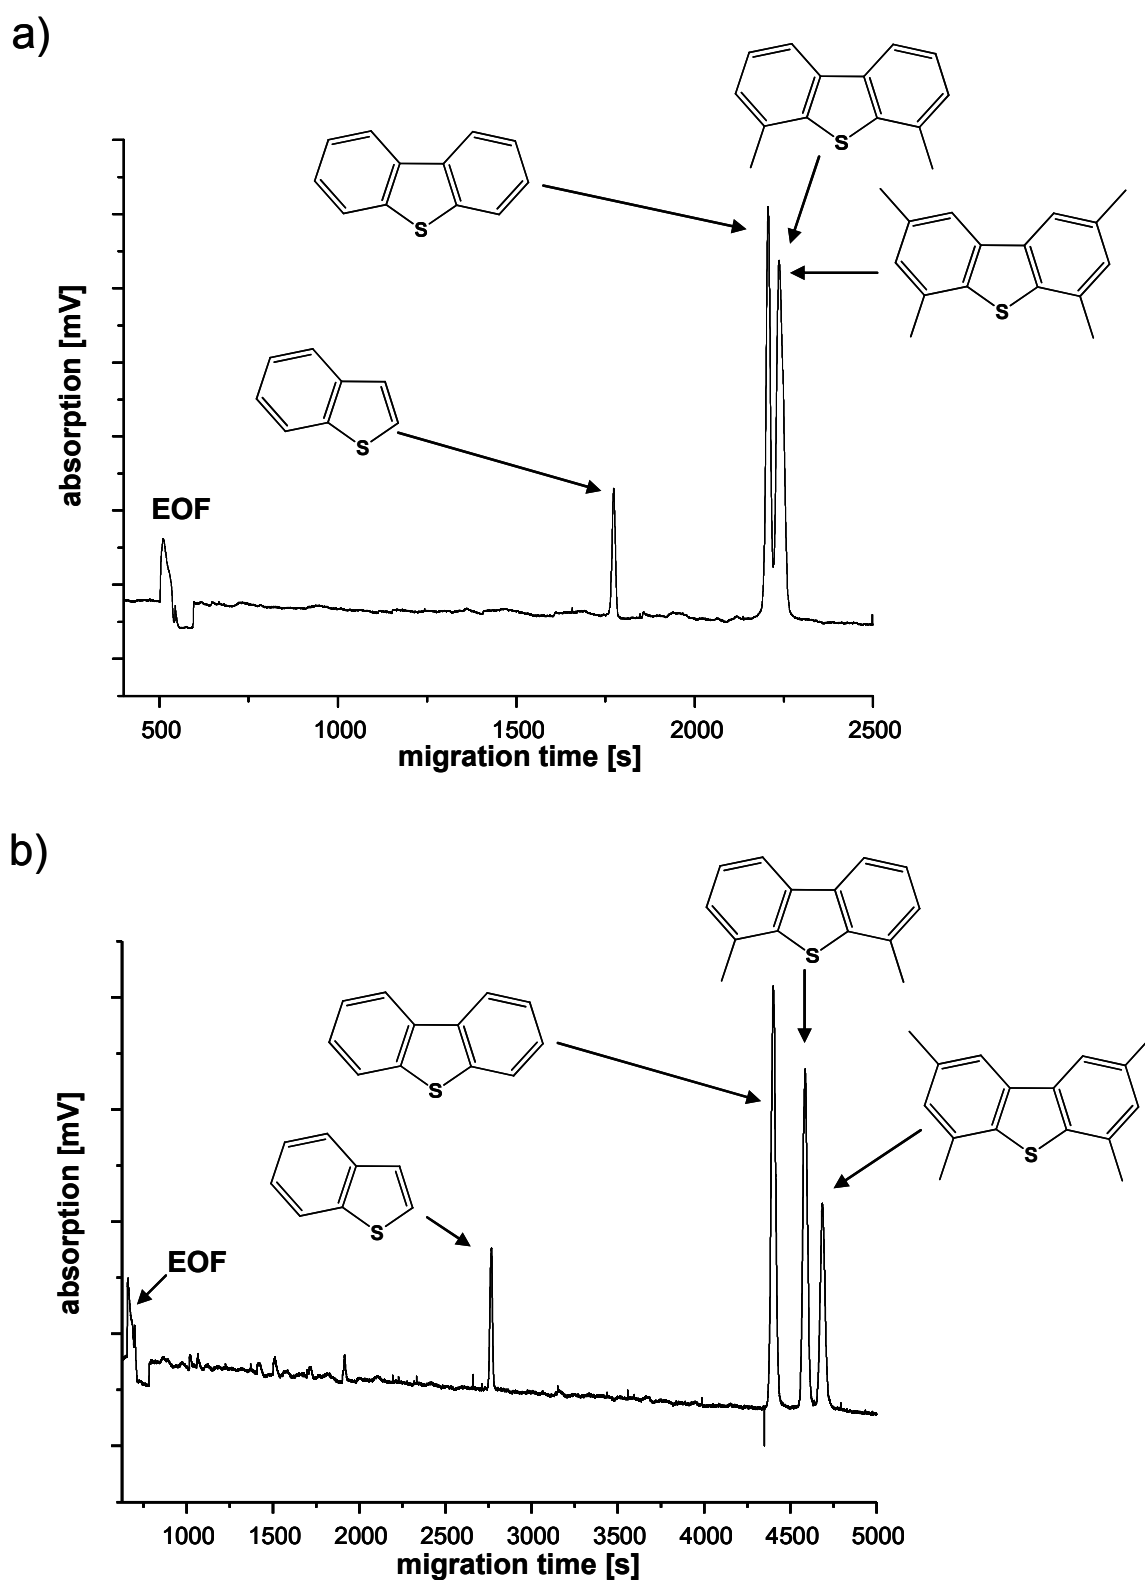 a)
S
S
S
S
absorption [mV]
EOF
500 1000 1500 2000 2500
migration time [s]
b)
S
S
S
S
absorption [mV]
EOF
1000 1500 2000 2500 3000 3500 4000 4500 5000
migration time [s]